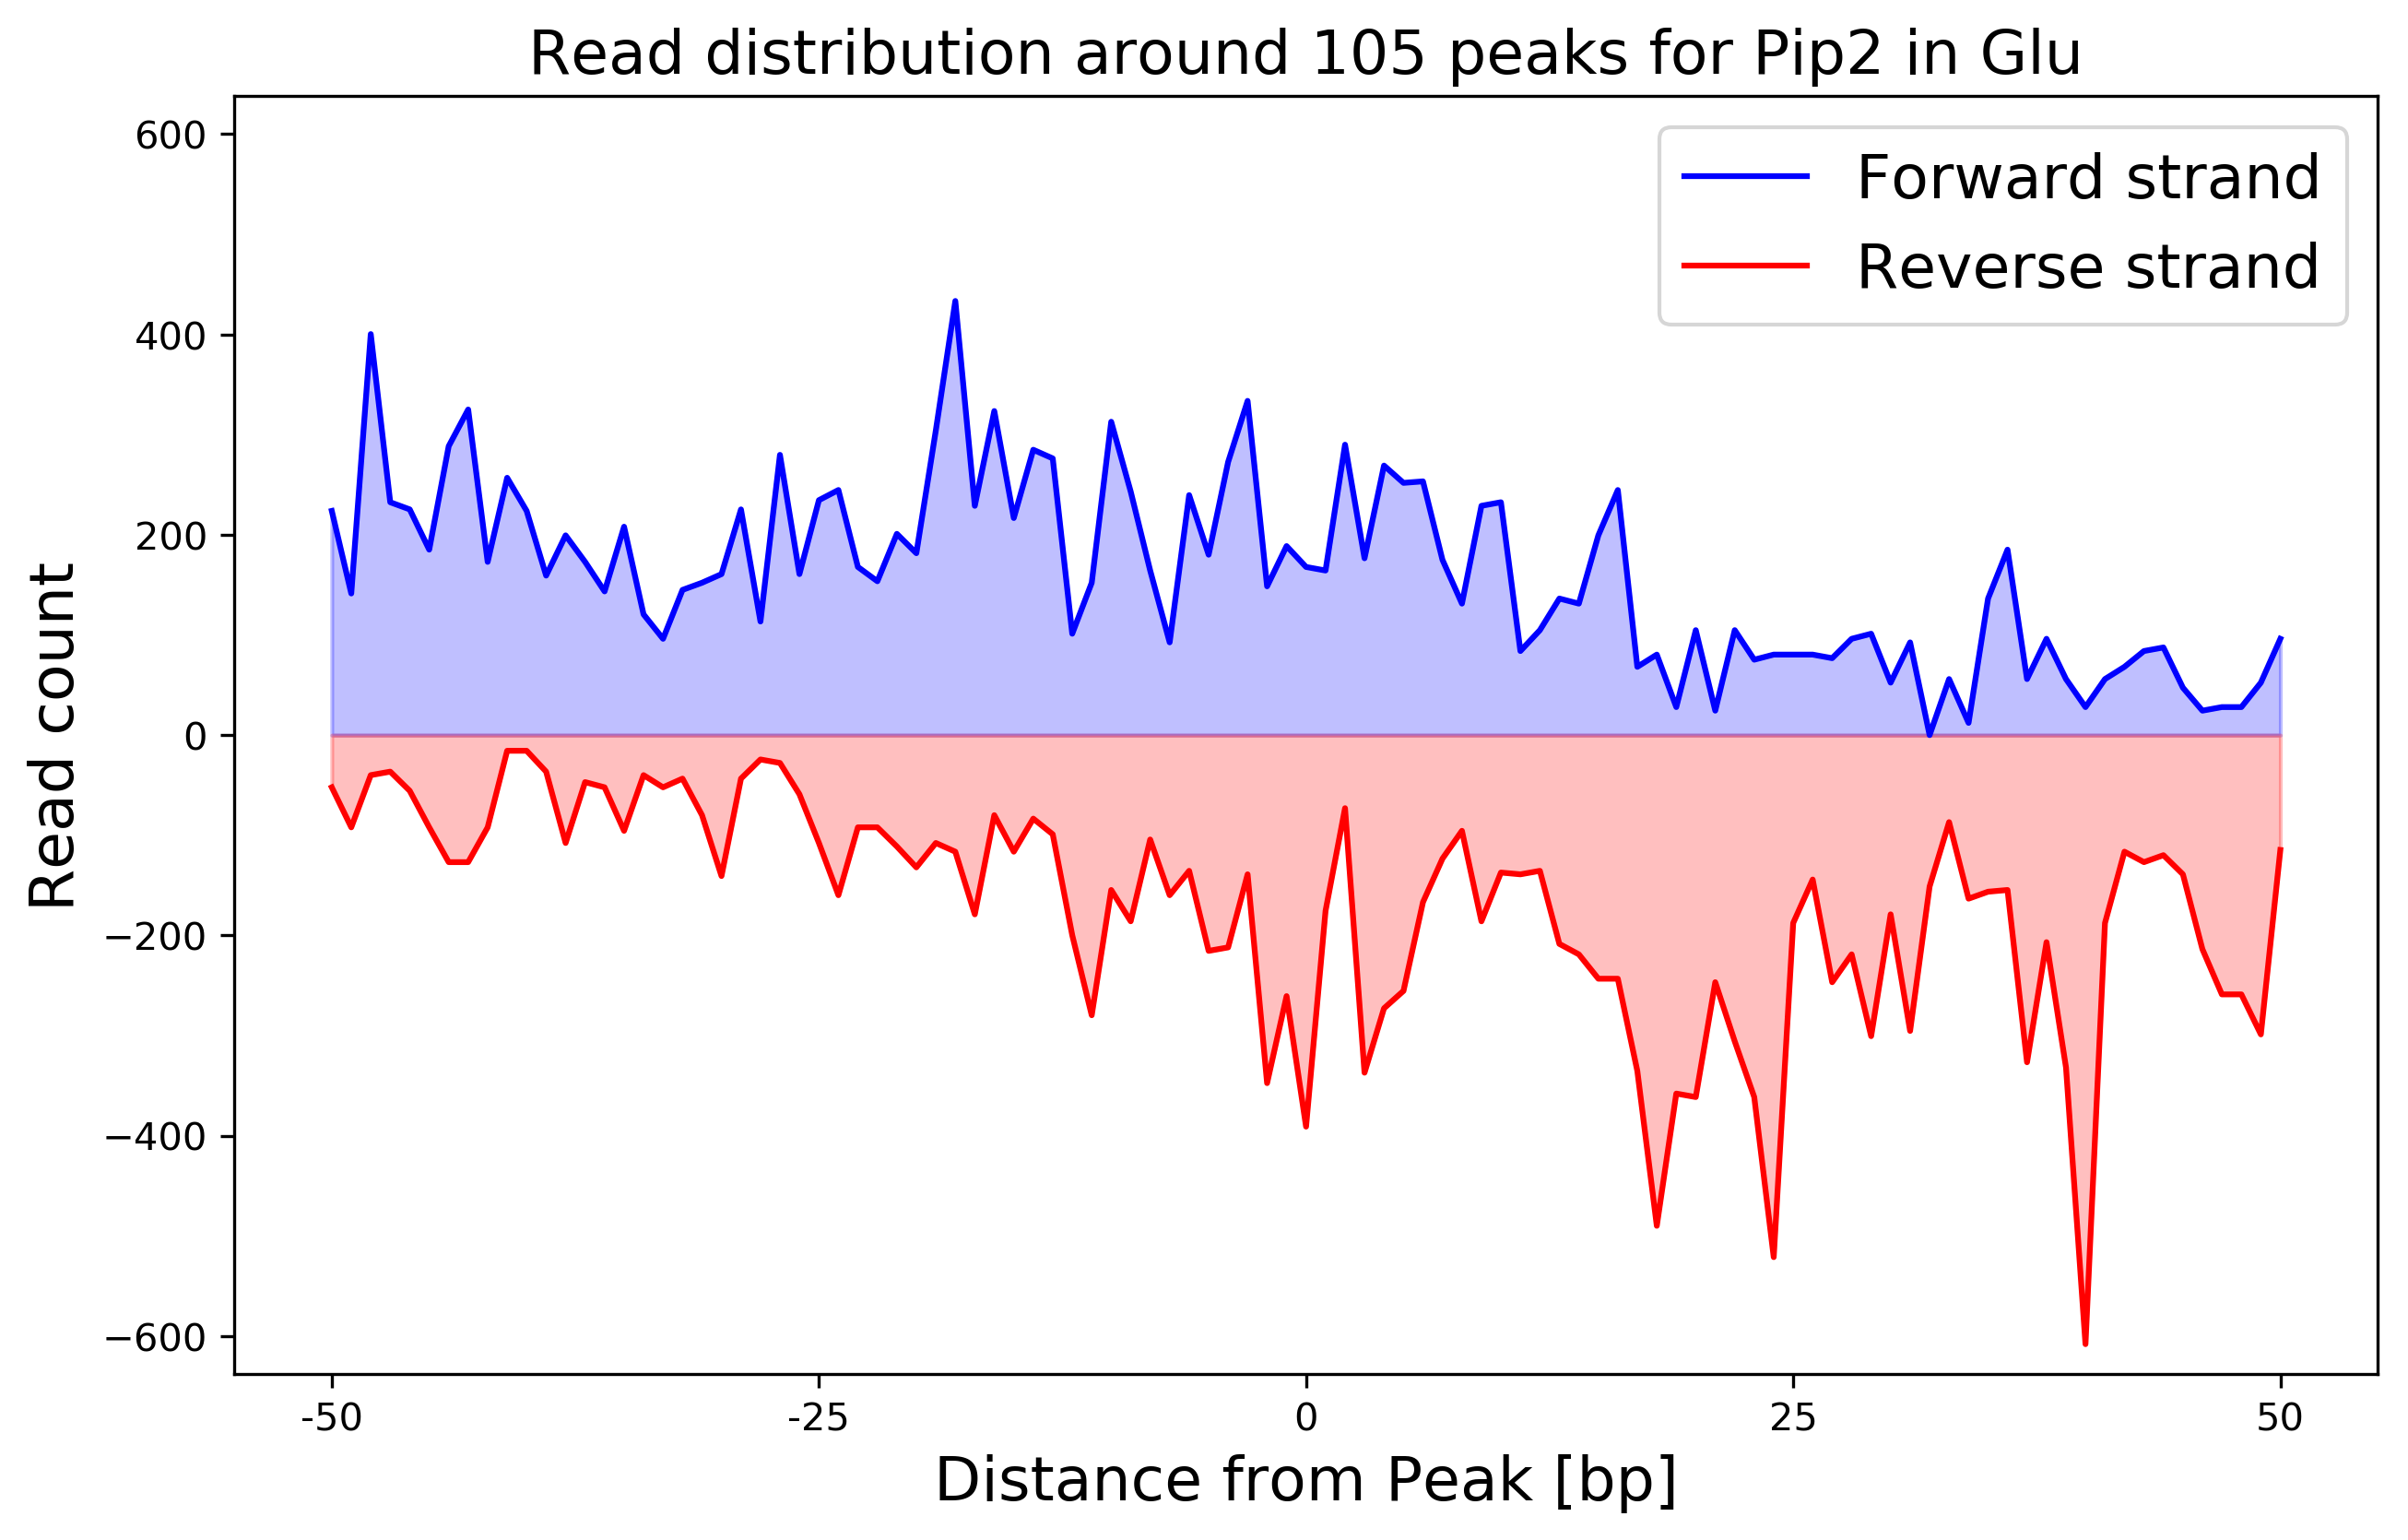 Read distribution around 105 peaks for Pip2 in Glu
Forward strand
Reverse strand
Read count
600
400
200
0
−200
−400
−600
-50
-25
0
25
50
Distance from Peak [bp]